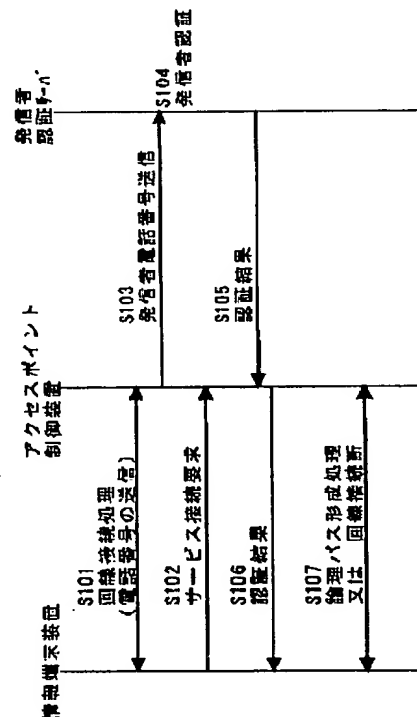 情報端末装置
アクセスポイント
制御装置
発信者
認証サーバ
S101
回線接続処理
(電話番号の送信)
S102
サービス接続要求
S103
発信者電話番号送信
S104
発信者認証
S105
認証結果
S106
認証結果
S107
論理パス形成処理
又は 回線接続断